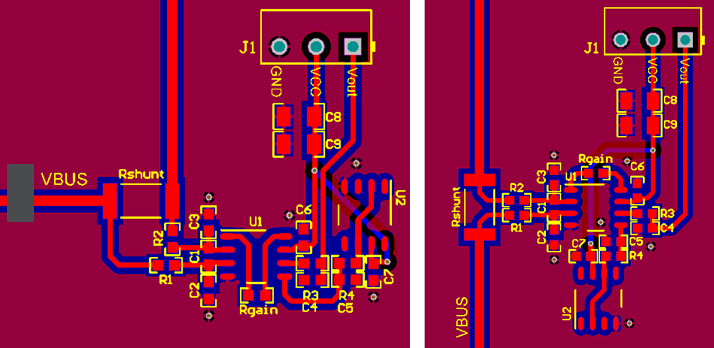 J1
GND
VCC
Vout
C8
C9
VBUS
Rshunt
U2
C3
U1
C6
R2
C1
R1
C2
Rgain
R3
C4
R4
C5
C7
J1
GND
VCC
Vout
C8
C9
Rgain
C6
C3
U1
Rshunt
R2
R1
C1
C2
R3
C4
C5
R4
C7
U2
VBUS